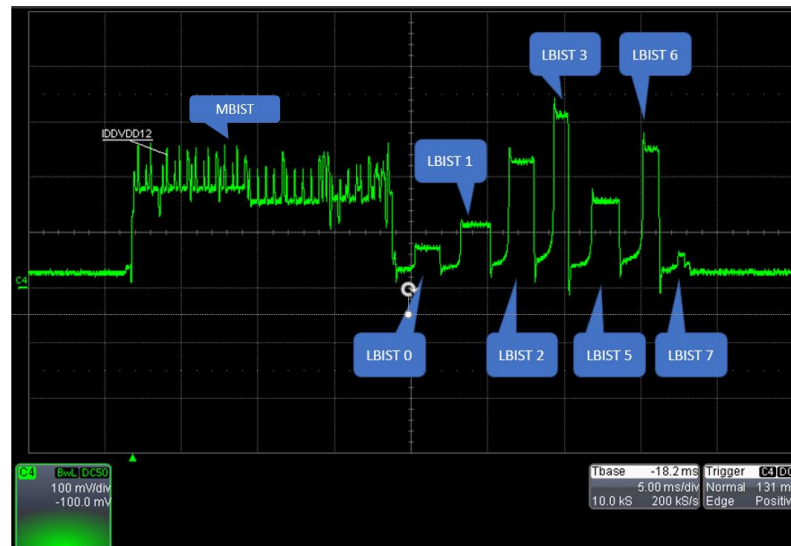 LBIST 3
LBIST 6
MBIST
IDDVDD12
LBIST 1
C4
LBIST 0
LBIST 2
LBIST 5
LBIST 7
C4 BwL DC50
100 mV/div
-100.0 mV
Tbase -18.2 ms
5.00 ms/div
10.0 kS 200 kS/s
Trigger C4 DC
Normal 131 m
Edge Positiv